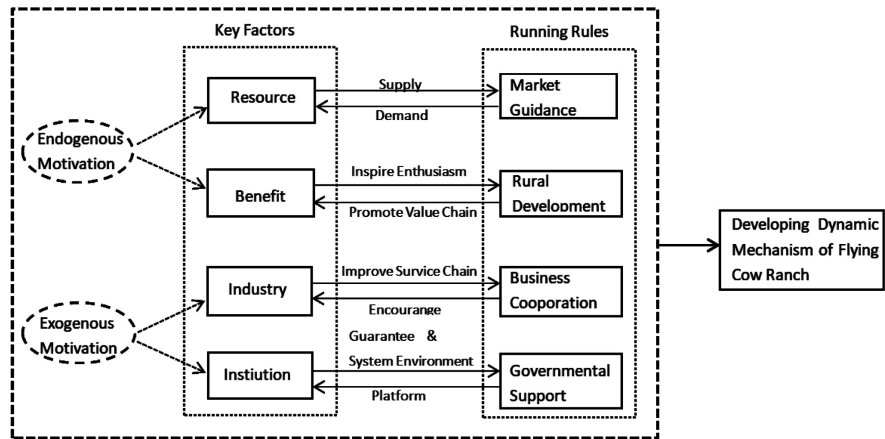 Key Factors
Running Rules
Endogenous
Motivation
Resource
Supply
Demand
Market
Guidance
Benefit
Inspire Enthusiasm
Promote Value Chain
Rural
Development
Exogenous
Motivation
Industry
Improve Survice Chain
Encourange
Business
Cooporation
Instiution
Guarantee &
System Environment
Platform
Governmental
Support
Developing Dynamic
Mechanism of Flying
Cow Ranch